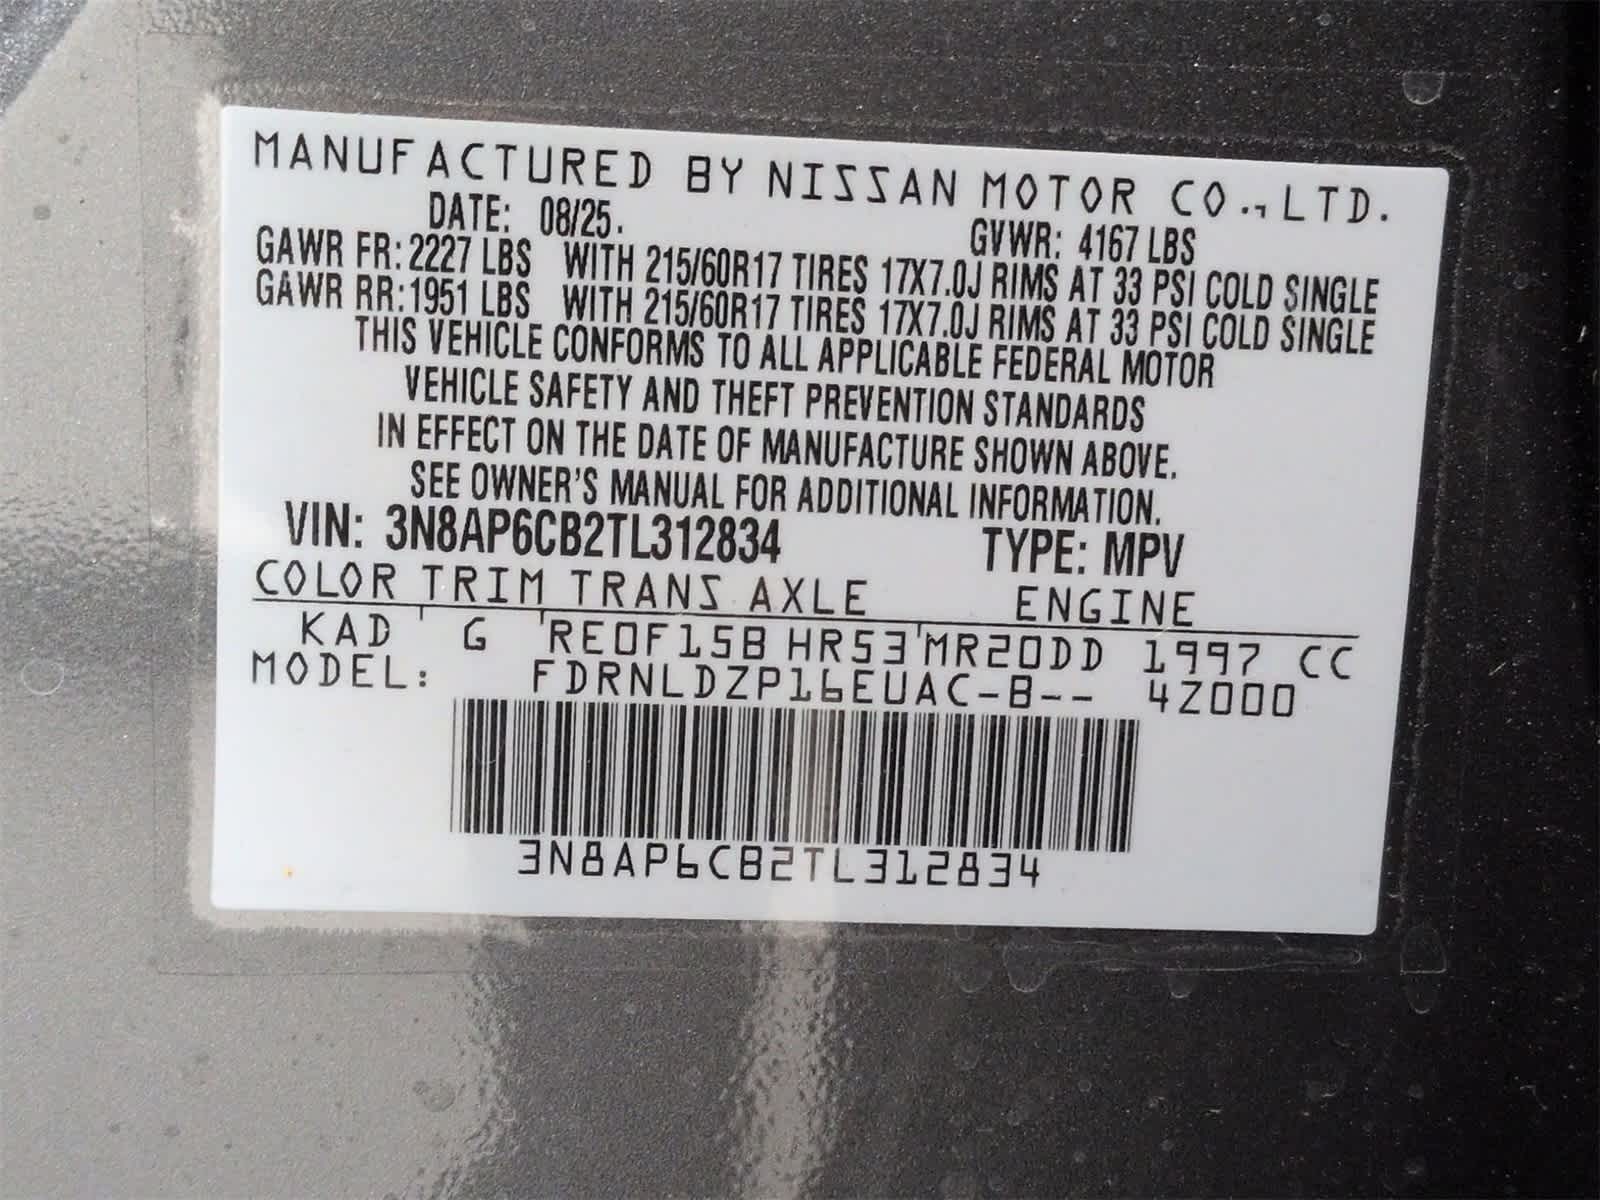 MANUFACTURED BY NISSAN MOTOR CO., LTD.
DATE: 08/25. GVWR: 4167 LBS
GAWR FR: 2227 LBS WITH 215/60R17 TIRES 17X7.0J RIMS AT 33 PSI COLD SINGLE
GAWR RR: 1951 LBS WITH 215/60R17 TIRES 17X7.0J RIMS AT 33 PSI COLD SINGLE
THIS VEHICLE CONFORMS TO ALL APPLICABLE FEDERAL MOTOR
VEHICLE SAFETY AND THEFT PREVENTION STANDARDS
IN EFFECT ON THE DATE OF MANUFACTURE SHOWN ABOVE.
SEE OWNER'S MANUAL FOR ADDITIONAL INFORMATION.
VIN: 3N8AP6CB2TL312834 TYPE: MPV
COLOR TRIM TRANS AXLE ENGINE
KAD G RE0F15B HR53 MR20DD 1997 CC
MODEL: FDRNLDZP16EUAC-B-- 4Z000
3N8AP6CB2TL312834